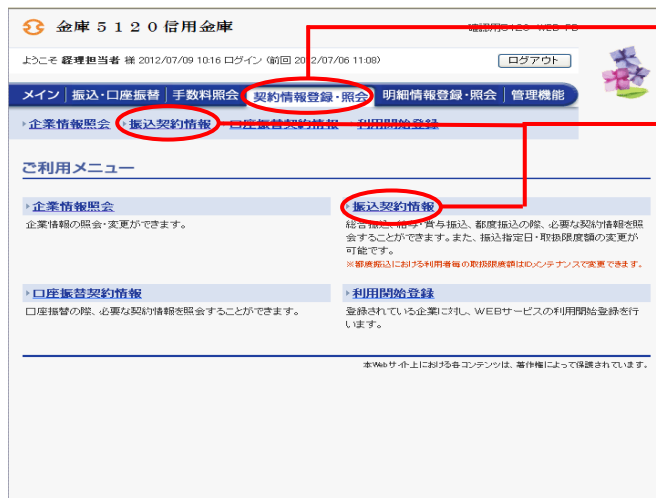 金庫5120信用金庫
ようこそ 経理担当者 様 2012/07/09 10:16 ログイン (前回 2012/07/06 11:08)
ログアウト
メイン 振込・口座振替 手数料照会 契約情報登録・照会 明細情報登録・照会 管理機能
企業情報照会 振込契約情報 口座振替契約情報 利用開始登録
ご利用メニュー
企業情報照会
企業情報の照会・変更ができます。
振込契約情報
総合振込、給与・賞与振込、都度振込の際、必要な契約情報を照
会することができます。また、振込指定日・取扱限度額の変更が
可能です。
※都度振込における利用者毎の取扱限度額はIDメンテナンスで変更できます。
口座振替契約情報
口座振替の際、必要な契約情報を照会することができます。
利用開始登録
登録されている企業に対し、WEBサービスの利用開始登録を行
います。
本Webサイト上における各コンテンツは、著作権によって保護されています。